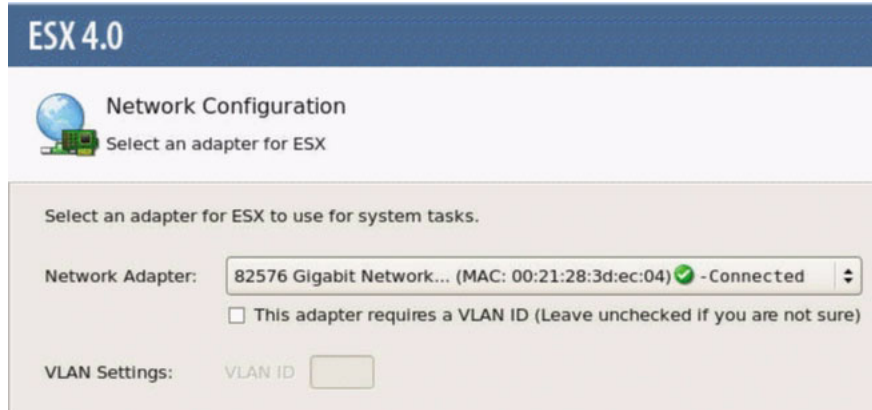 ESX 4.0
Network Configuration
Select an adapter for ESX
Select an adapter for ESX to use for system tasks.
Network Adapter: 82576 Gigabit Network... (MAC: 00:21:28:3d:ec:04) - Connected
This adapter requires a VLAN ID (Leave unchecked if you are not sure)
VLAN Settings: VLAN ID